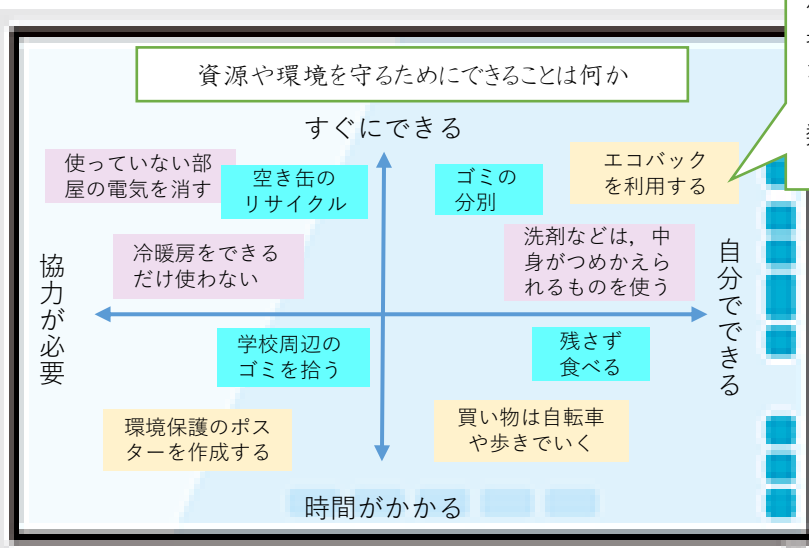 資源や環境を守るためにできることは何か
すぐにできる
使っていない部
屋の電気を消す
空き缶の
リサイクル
ゴミの
分別
エコバック
を利用する
冷暖房をできる
だけ使わない
洗剤などは，中
身がつめかえら
れるものを使う
協力が必要
自分でできる
学校周辺の
ゴミを拾う
残さず
食べる
環境保護のポス
ターを作成する
買い物は自転車
や歩きでいく
時間がかかる